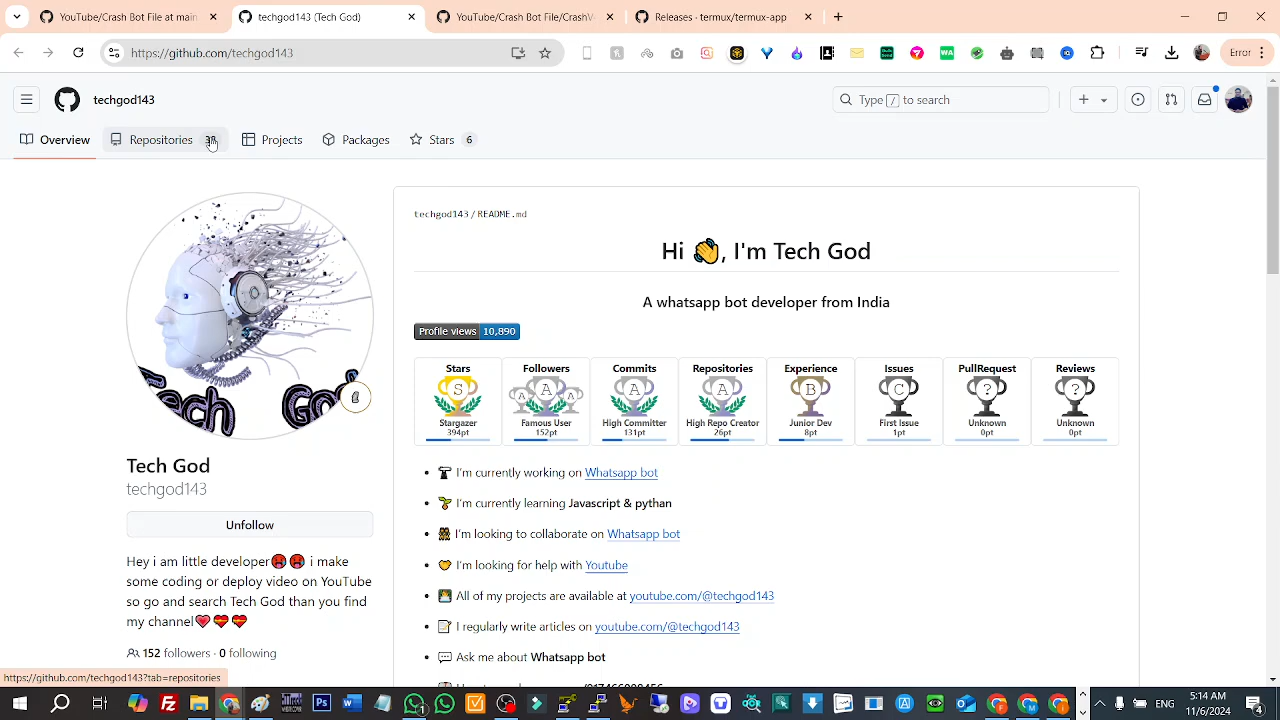 YouTube/Chat Bot File at main
techgod143 (Tech God)
YouTube/Crash Bot File/CrashV
Releases · termux/termux-app
https://github.com/techgod143
Error
techgod143
Type / to search
Overview
Repositories
Projects
Packages
Stars 6
techgod143/README.md
Hi 👋, I'm Tech God
A whatsapp bot developer from India
Profile views 10,890
Stars Followers Commits Repositories Experience Issues PullRequest Reviews
S A A A B C ? ?
Stargazer Famous User High Committer High Repo Creator Junior Dev First Issue Unknown Unknown
394pt 152pt 131pt 26pt 8pt 1pt 0pt 0pt
I'm currently working on Whatsapp bot
I'm currently learning Javascript & python
I'm looking to collaborate on Whatsapp bot
I'm looking for help with Youtube
All of my projects are available at youtube.com/@techgod143
I regularly write articles on youtube.com/@techgod143
Ask me about Whatsapp bot
Tech God
Tech God
techgod143
Unfollow
Hey i am little developer👹👹 i make
some coding or deploy video on YouTube
so go and search Tech God than you find
my channel❤️💝💝
152 followers · 0 following
https://github.com/techgod143?tab=repositories
ENG
5:14 AM
11/6/2024